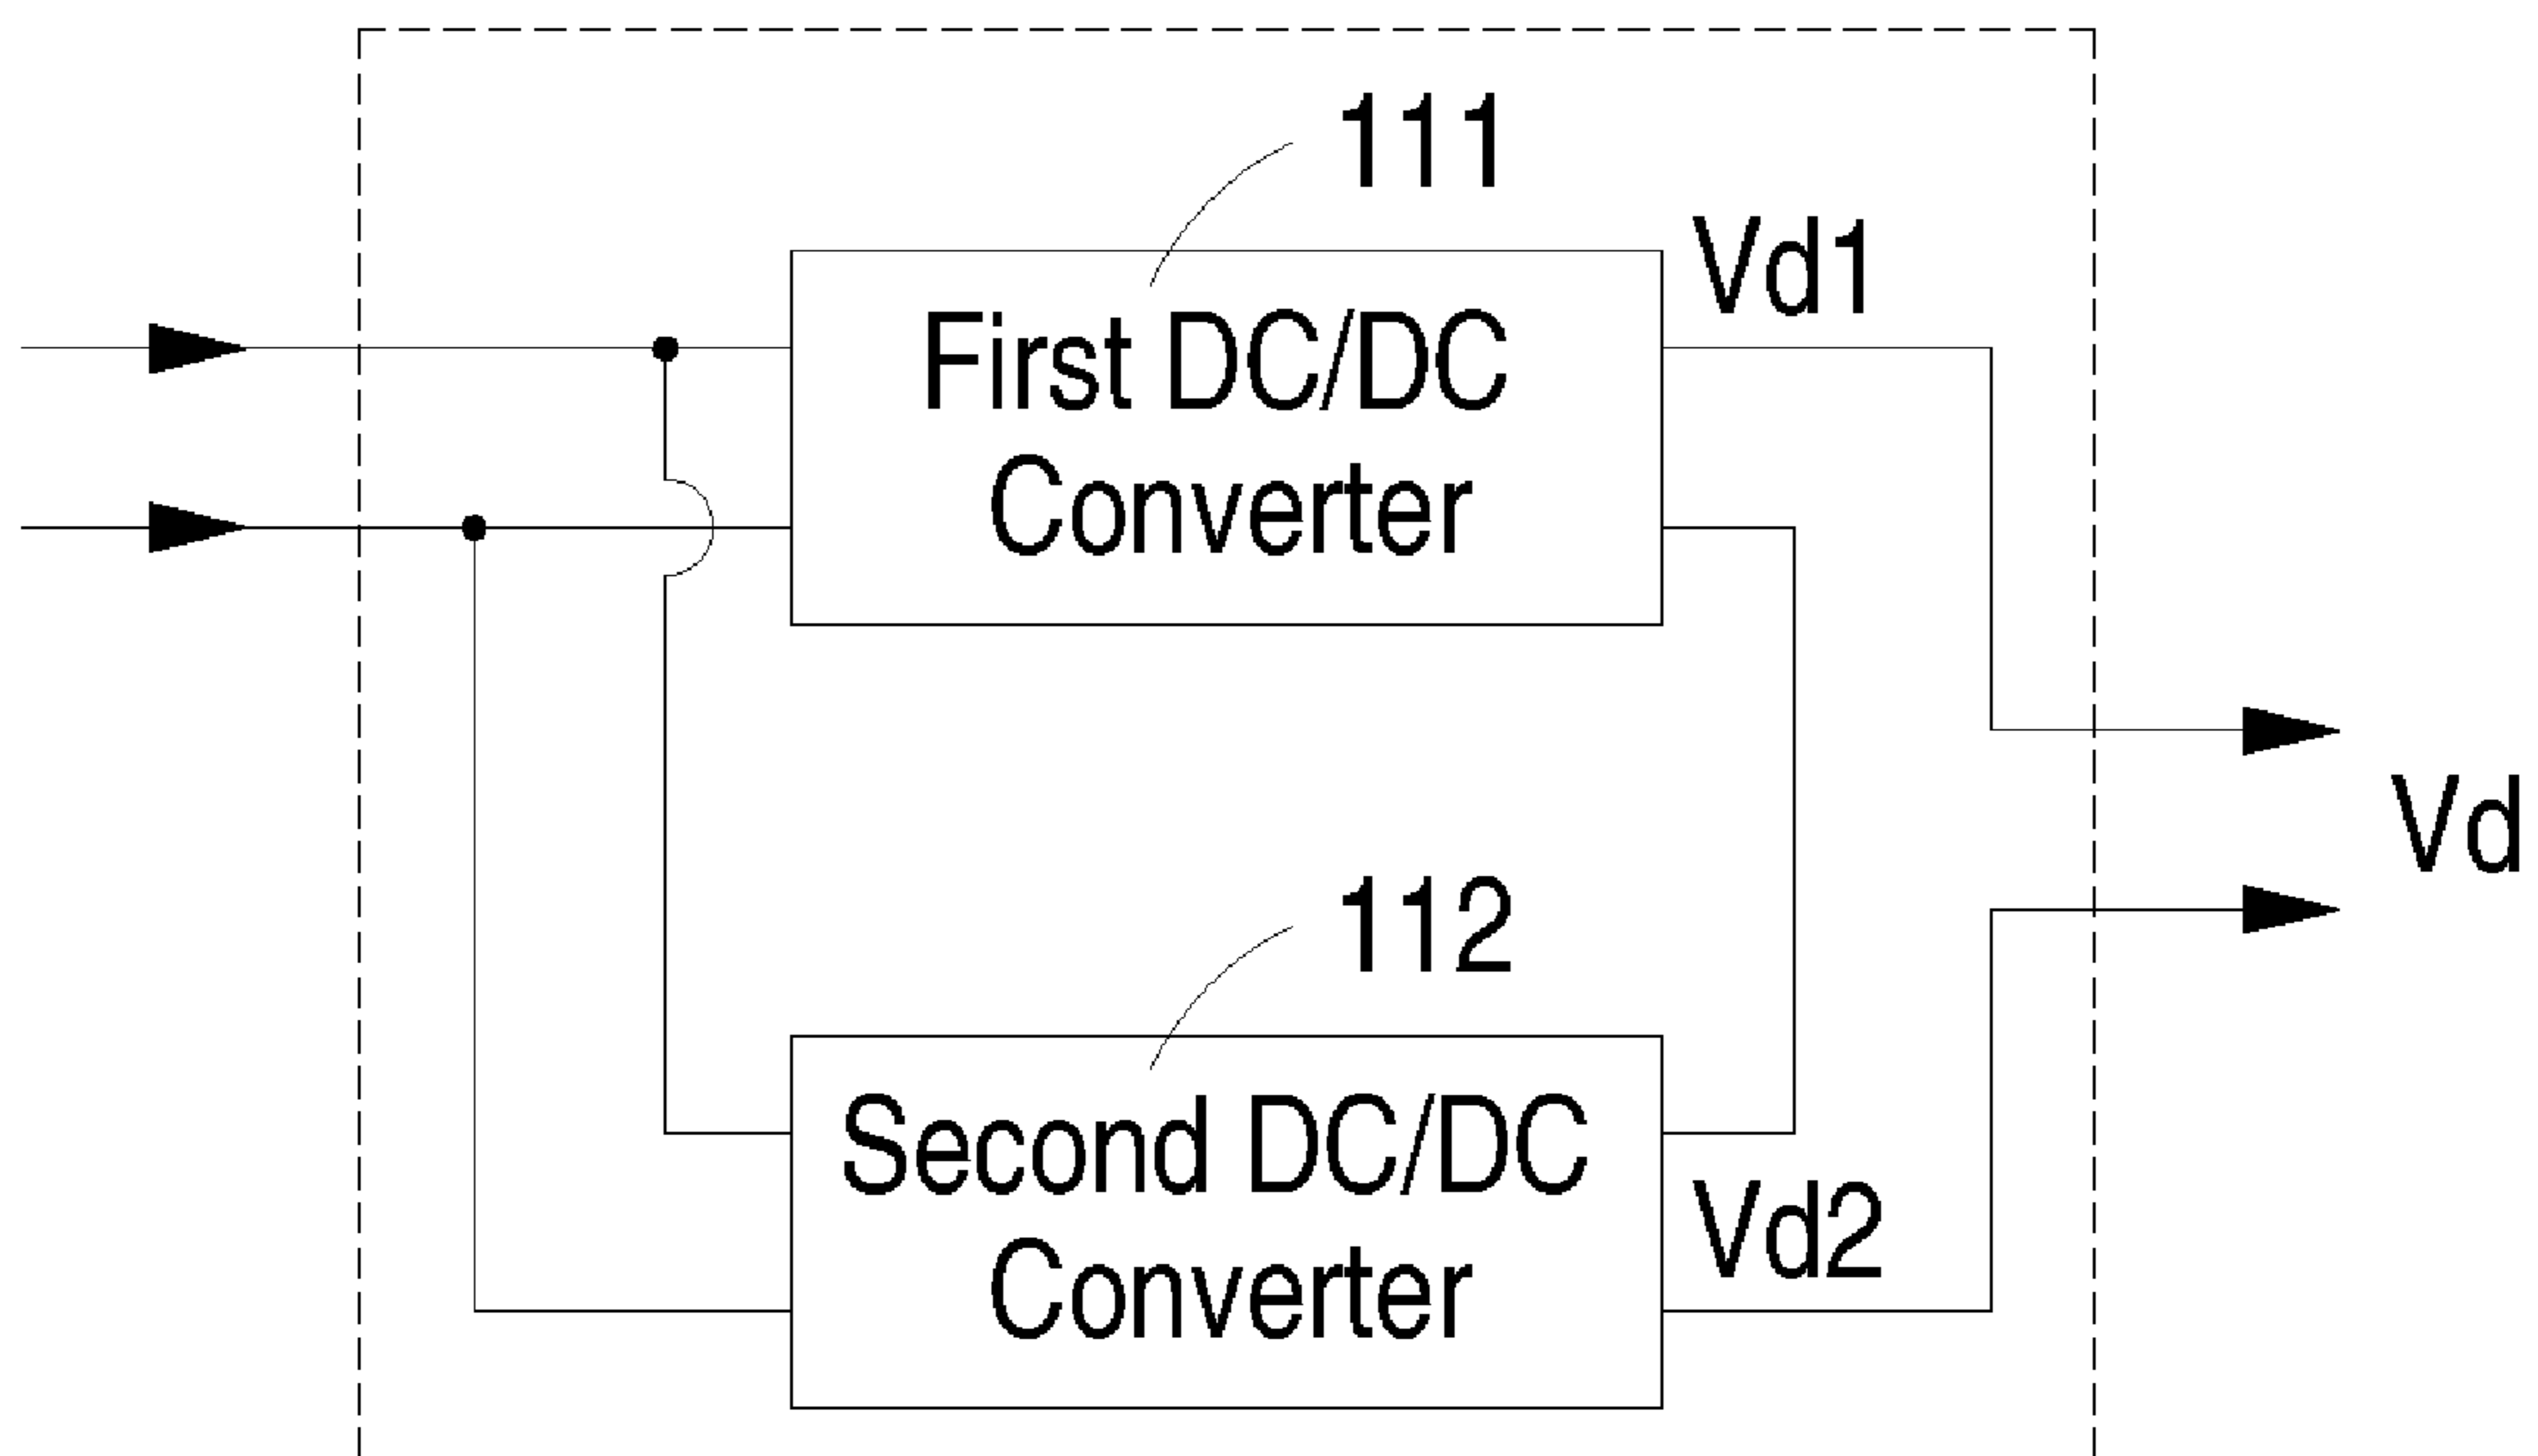 111
Vd1
First DC/DC
Converter
Vd
112
Second DC/DC
Converter
Vd2